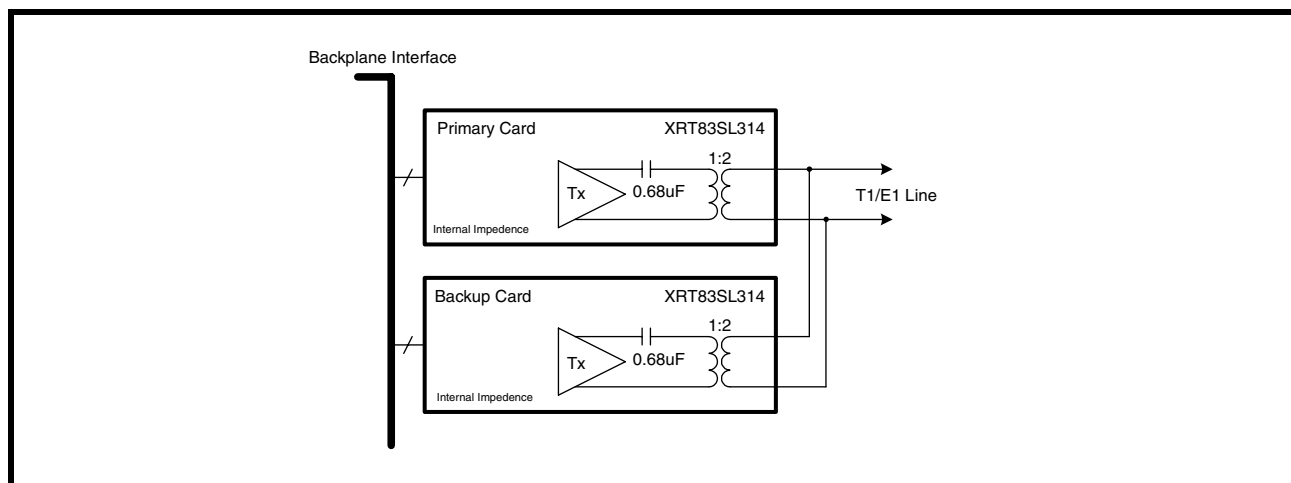 Backplane Interface
Primary Card XRT83SL314
1:2
Tx 0.68uF
T1/E1 Line
Internal Impedence
Backup Card XRT83SL314
1:2
Tx 0.68uF
Internal Impedence